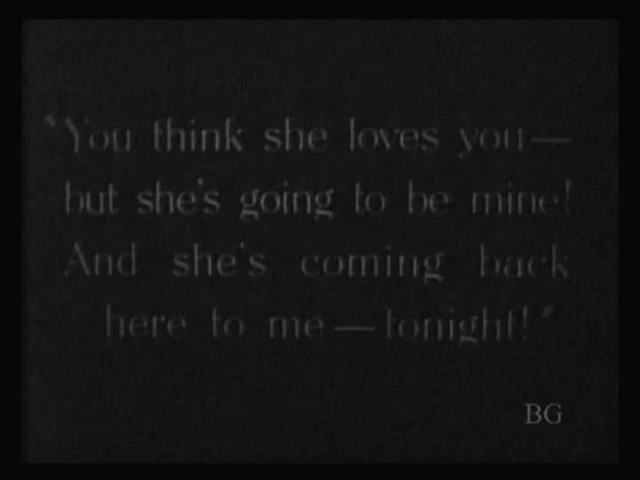 "You think she loves you—
but she's going to be mine!
And she's coming back
here to me — tonight!"
BG